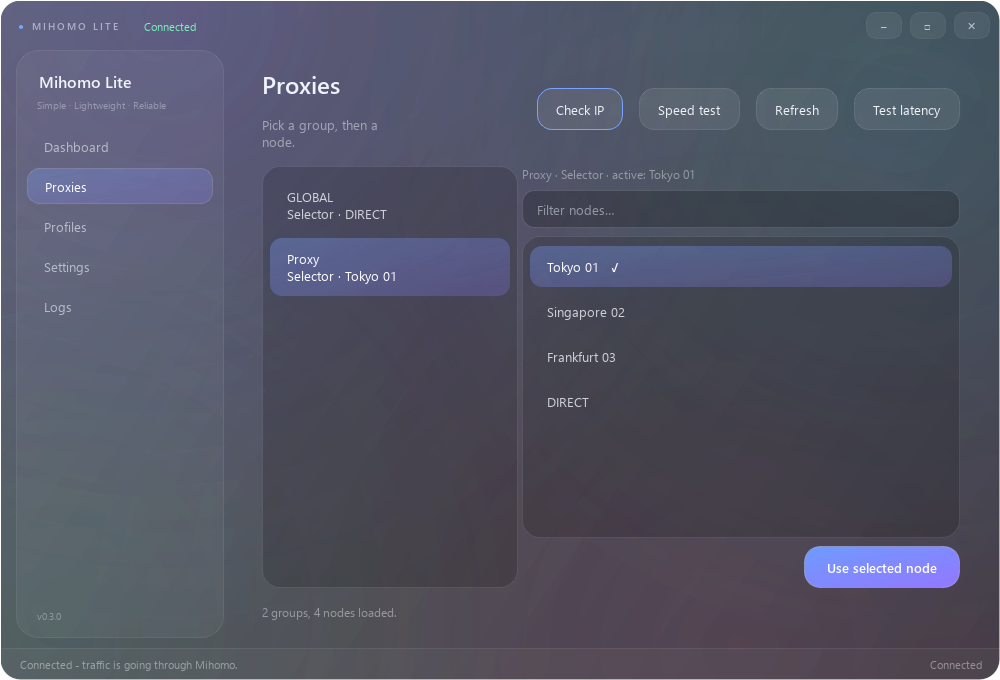 MIHOMO LITE
Connected
Mihomo Lite
Simple · Lightweight · Reliable
Dashboard
Proxies
Profiles
Settings
Logs
v0.3.0
Proxies
Pick a group, then a
node.
Check IP
Speed test
Refresh
Test latency
GLOBAL
Selector · DIRECT
Proxy
Selector · Tokyo 01
Proxy · Selector · active: Tokyo 01
Filter nodes...
Tokyo 01 ✓
Singapore 02
Frankfurt 03
DIRECT
Use selected node
2 groups, 4 nodes loaded.
Connected - traffic is going through Mihomo.
Connected